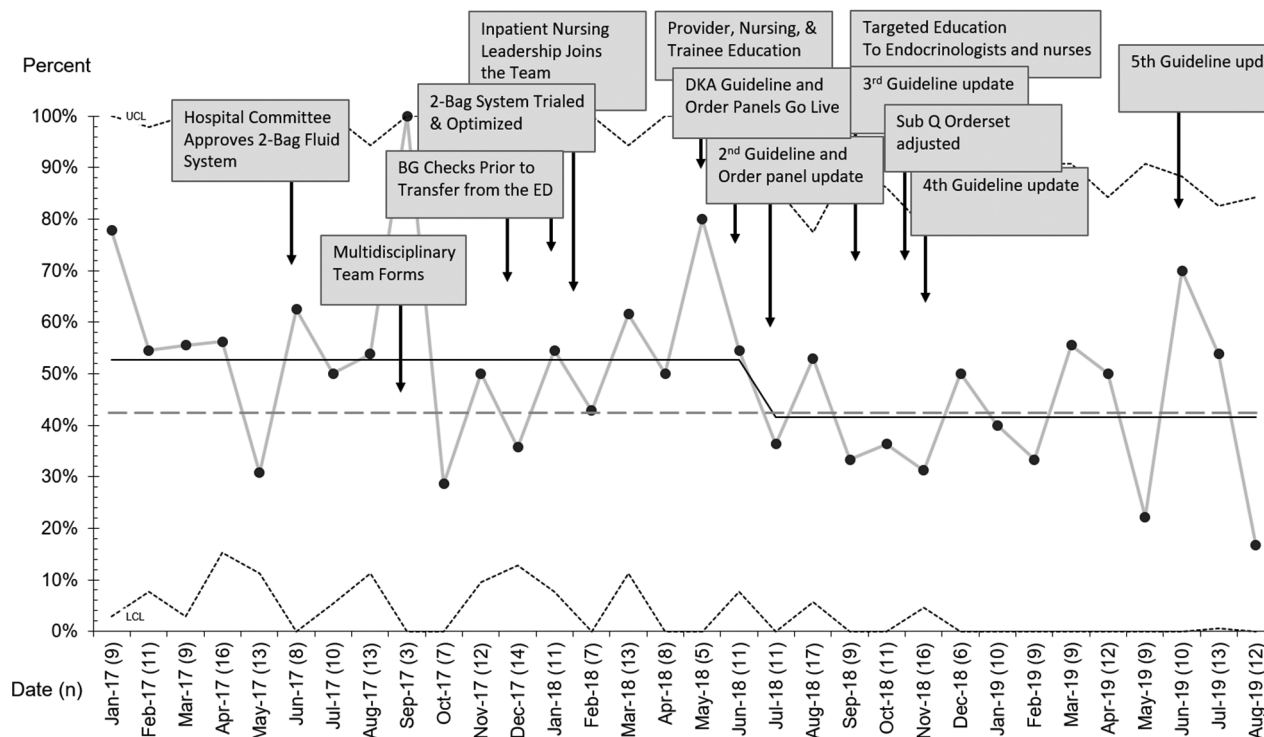 Percent
100%
90%
80%
70%
60%
50%
40%
30%
20%
10%
0%
UCL
LCL
Hospital Committee
Approves 2-Bag Fluid
System
Multidisciplinary
Team Forms
BG Checks Prior to
Transfer from the ED
2-Bag System Trialed
& Optimized
Inpatient Nursing
Leadership Joins
the Team
Provider, Nursing, &
Trainee Education
DKA Guideline and
Order Panels Go Live
2nd Guideline and
Order panel update
Targeted Education
To Endocrinologists and nurses
3rd Guideline update
Sub Q Orderset
adjusted
4th Guideline update
5th Guideline upd
Date (n)
Jan-17 (9)
Feb-17 (11)
Mar-17 (9)
Apr-17 (16)
May-17 (13)
Jun-17 (8)
Jul-17 (10)
Aug-17 (13)
Sep-17 (3)
Oct-17 (7)
Nov-17 (12)
Dec-17 (14)
Jan-18 (11)
Feb-18 (7)
Mar-18 (13)
Apr-18 (8)
May-18 (5)
Jun-18 (11)
Jul-18 (11)
Aug-18 (17)
Sep-18 (9)
Oct-18 (11)
Nov-18 (16)
Dec-18 (6)
Jan-19 (10)
Feb-19 (9)
Mar-19 (9)
Apr-19 (12)
May-19 (9)
Jun-19 (10)
Jul-19 (13)
Aug-19 (12)